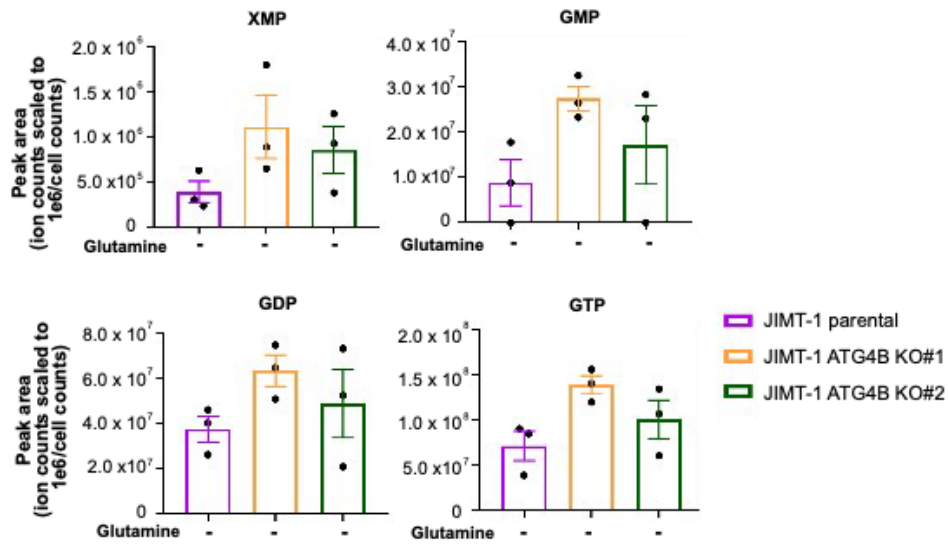 XMP
Peak area
(ion counts scaled to
1e6/cell counts)
2.0 x 10⁶
1.5 x 10⁶
1.0 x 10⁶
5.0 x 10⁵
0
Glutamine - - -
GMP
4.0 x 10⁷
3.0 x 10⁷
2.0 x 10⁷
1.0 x 10⁷
0
Glutamine - - -
GDP
Peak area
(ion counts scaled to
1e6/cell counts)
8.0 x 10⁷
6.0 x 10⁷
4.0 x 10⁷
2.0 x10⁷
0
Glutamine - - -
GTP
2.0 x 10⁸
1.5 x 10⁸
1.0 x 10⁸
5.0 x 10⁷
0
Glutamine - - -
JIMT-1 parental
JIMT-1 ATG4B KO#1
JIMT-1 ATG4B KO#2